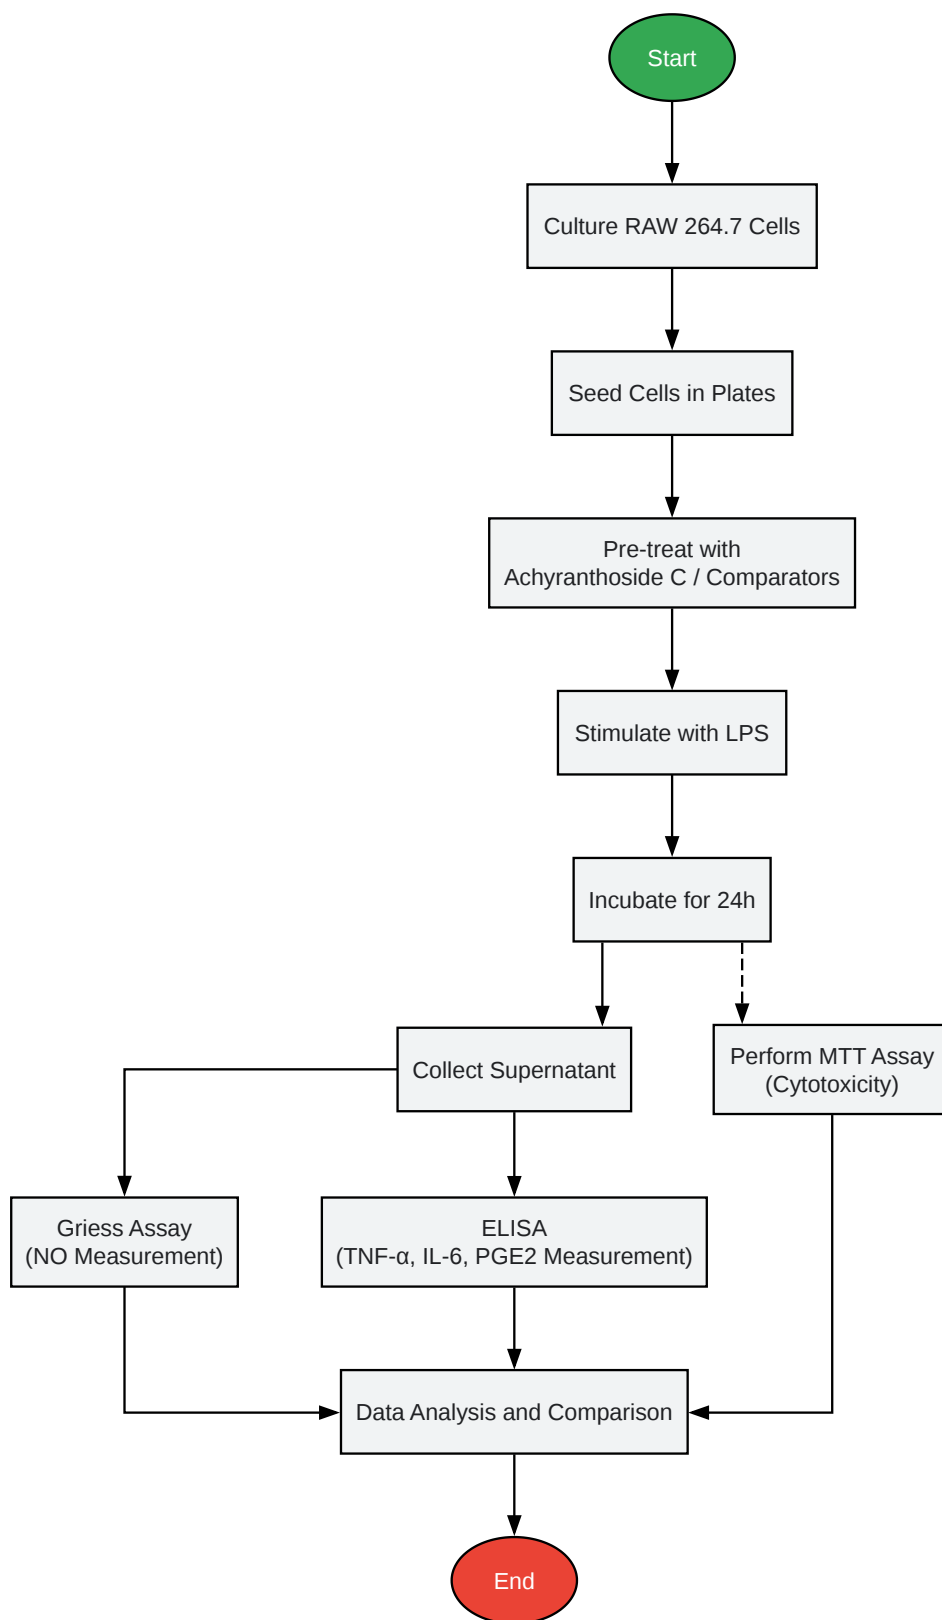 Start
Culture RAW 264.7 Cells
Seed Cells in Plates
Pre-treat with
Achyranthoside C / Comparators
Stimulate with LPS
Incubate for 24h
Collect Supernatant
Perform MTT Assay
(Cytotoxicity)
Griess Assay
(NO Measurement)
ELISA
(TNF-α, IL-6, PGE2 Measurement)
Data Analysis and Comparison
End